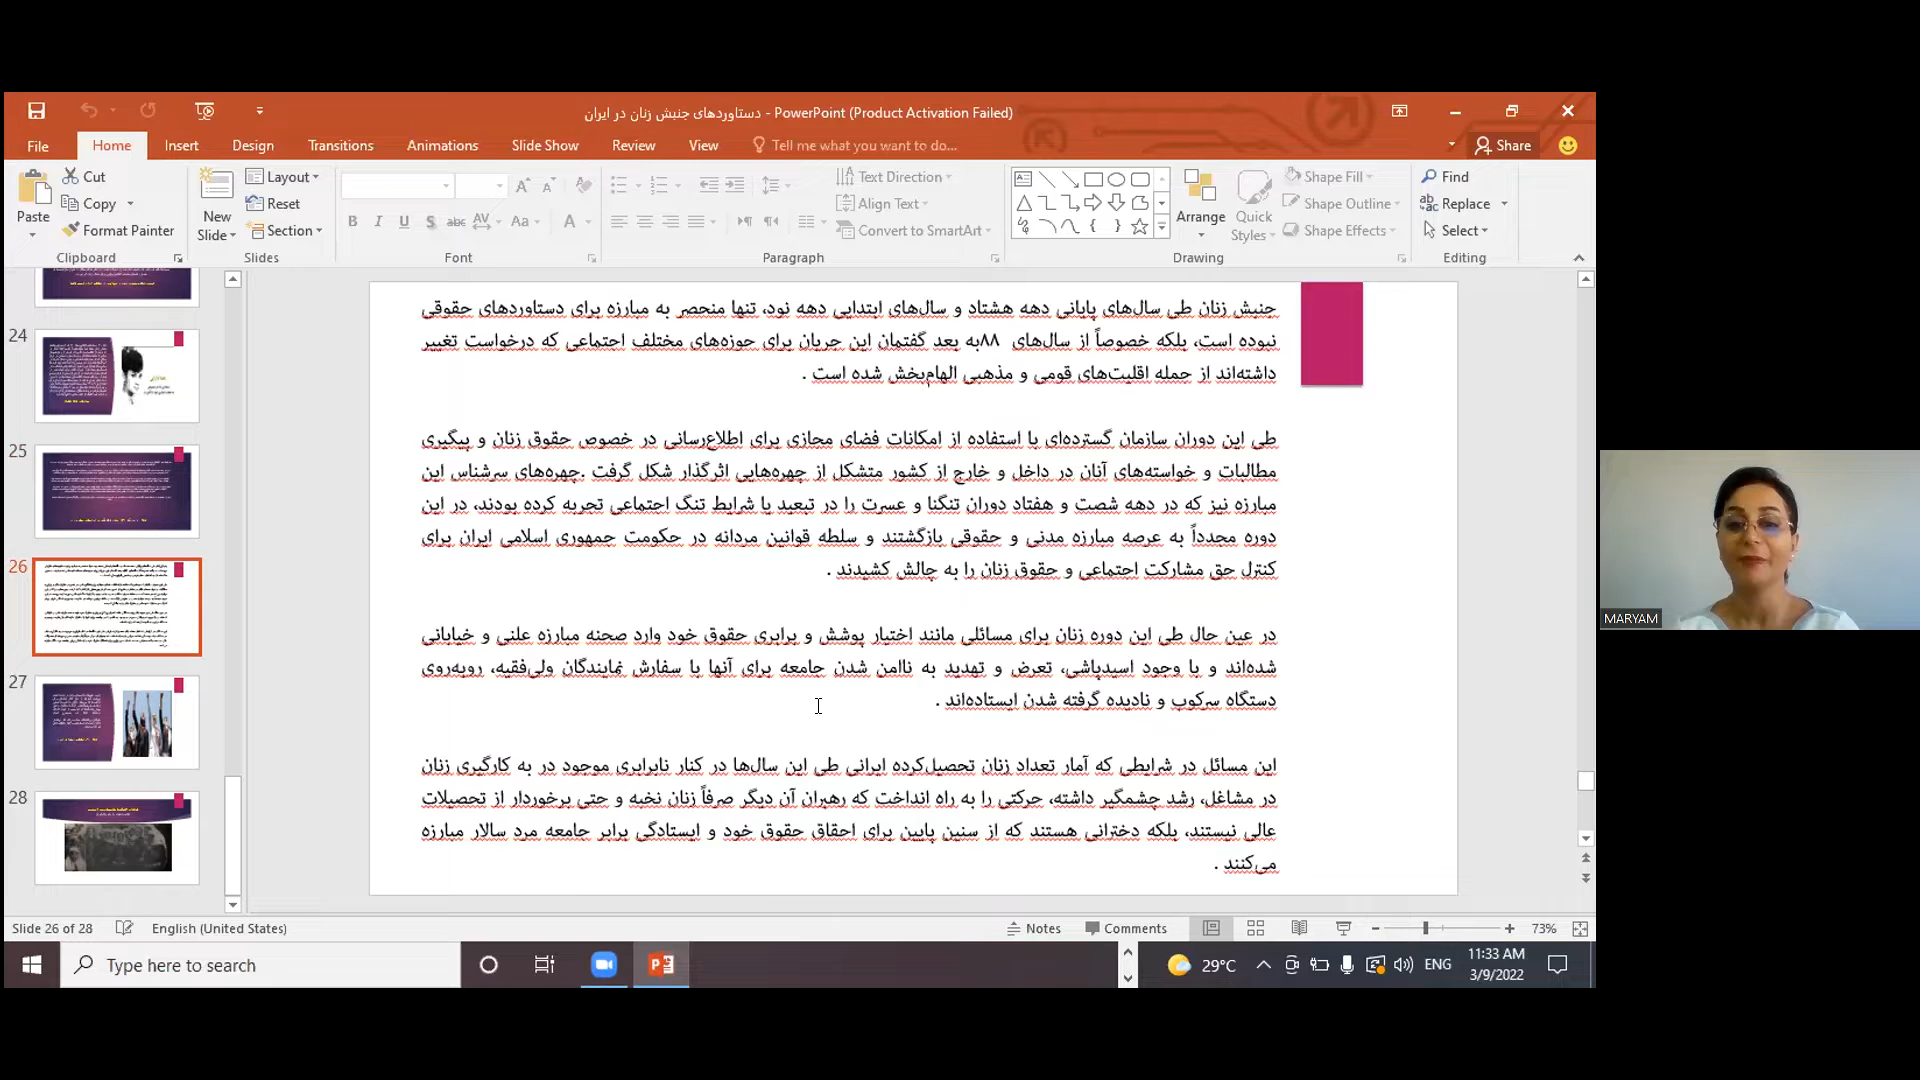 دستاوردهای جنبش زنان در ایران - PowerPoint (Product Activation Failed)
File Home Insert Design Transitions Animations Slide Show Review View Tell me what you want to do... Share
Paste
Cut
Copy
Format Painter
Clipboard
New Slide
Layout
Reset
Section
Slides
Font
Text Direction
Align Text
Convert to SmartArt
Paragraph
Arrange
Quick Styles
Shape Fill
Shape Outline
Shape Effects
Drawing
Find
Replace
Select
Editing
24
25
26
27
28
جنبش زنان طی سال‌های پایانی دهه هشتاد و سال‌های ابتدایی دهه نود، تنها منحصر به مبارزه برای دستاوردهای حقوقی
نبوده است، بلکه خصوصاً از سال‌های ۸۸به بعد گفتمان این جریان برای حوزه‌های مختلف اجتماعی که درخواست تغییر
داشته‌اند از جمله اقلیت‌های قومی و مذهبی الهام‌بخش شده است .
طی این دوران سازمان گسترده‌ای با استفاده از امکانات فضای مجازی برای اطلاع‌رسانی در خصوص حقوق زنان و پیگیری
مطالبات و خواسته‌های آنان در داخل و خارج از کشور متشکل از چهره‌هایی اثرگذار شکل گرفت .چهره‌های سرشناس این
مبارزه نیز که در دهه شصت و هفتاد دوران تنگنا و عسرت را در تبعید یا شرایط تنگ اجتماعی تجربه کرده بودند، در این
دوره مجدداً به عرصه مبارزه مدنی و حقوقی بازگشتند و سلطه قوانین مردانه در حکومت جمهوری اسلامی ایران برای
کنترل حق مشارکت اجتماعی و حقوق زنان را به چالش کشیدند .
در عین حال طی این دوره زنان برای مسائلی مانند اختیار پوشش و برابری حقوق خود وارد صحنه مبارزه علنی و خیابانی
شده‌اند و با وجود اسیدپاشی، تعرض و تهدید به ناامن شدن جامعه برای آنها با سفارش نمایندگان ولی‌فقیه، روبه‌روی
دستگاه سرکوب و نادیده گرفته شدن ایستاده‌اند .
این مسائل در شرایطی که آمار تعداد زنان تحصیل‌کرده ایرانی طی این سال‌ها در کنار نابرابری موجود در به کارگیری زنان
در مشاغل، رشد چشمگیر داشته، حرکتی را به راه انداخت که رهبران آن دیگر صرفاً زنان نخبه و حتی برخوردار از تحصیلات
عالی نیستند، بلکه دخترانی هستند که از سنین پایین برای احقاق حقوق خود و ایستادگی برابر جامعه مرد سالار مبارزه
می‌کنند .
MARYAM
Slide 26 of 28 English (United States) Notes Comments 73%
Type here to search
29°C ENG
11:33 AM
3/9/2022